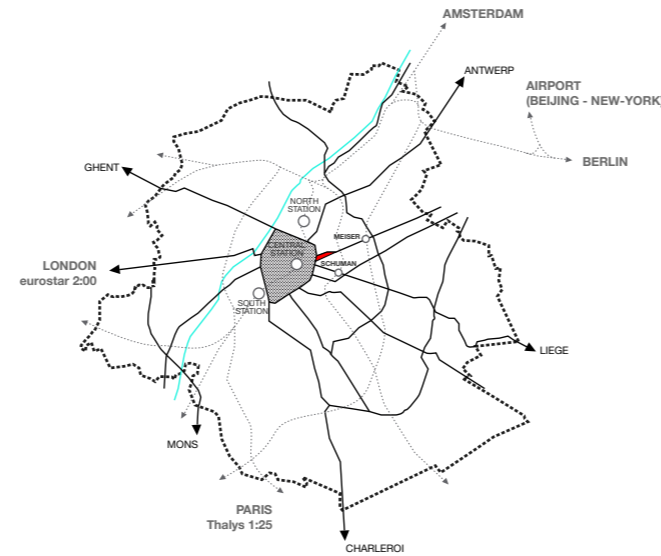 AMSTERDAM
ANTWERP
AIRPORT
(BEIJING - NEW-YORK)
BERLIN
GHENT
NORTH
STATION
MEISER
CENTRAL
STATION
SCHUMAN
LONDON
eurostar 2:00
SOUTH
STATION
LIEGE
MONS
PARIS
Thalys 1:25
CHARLEROI